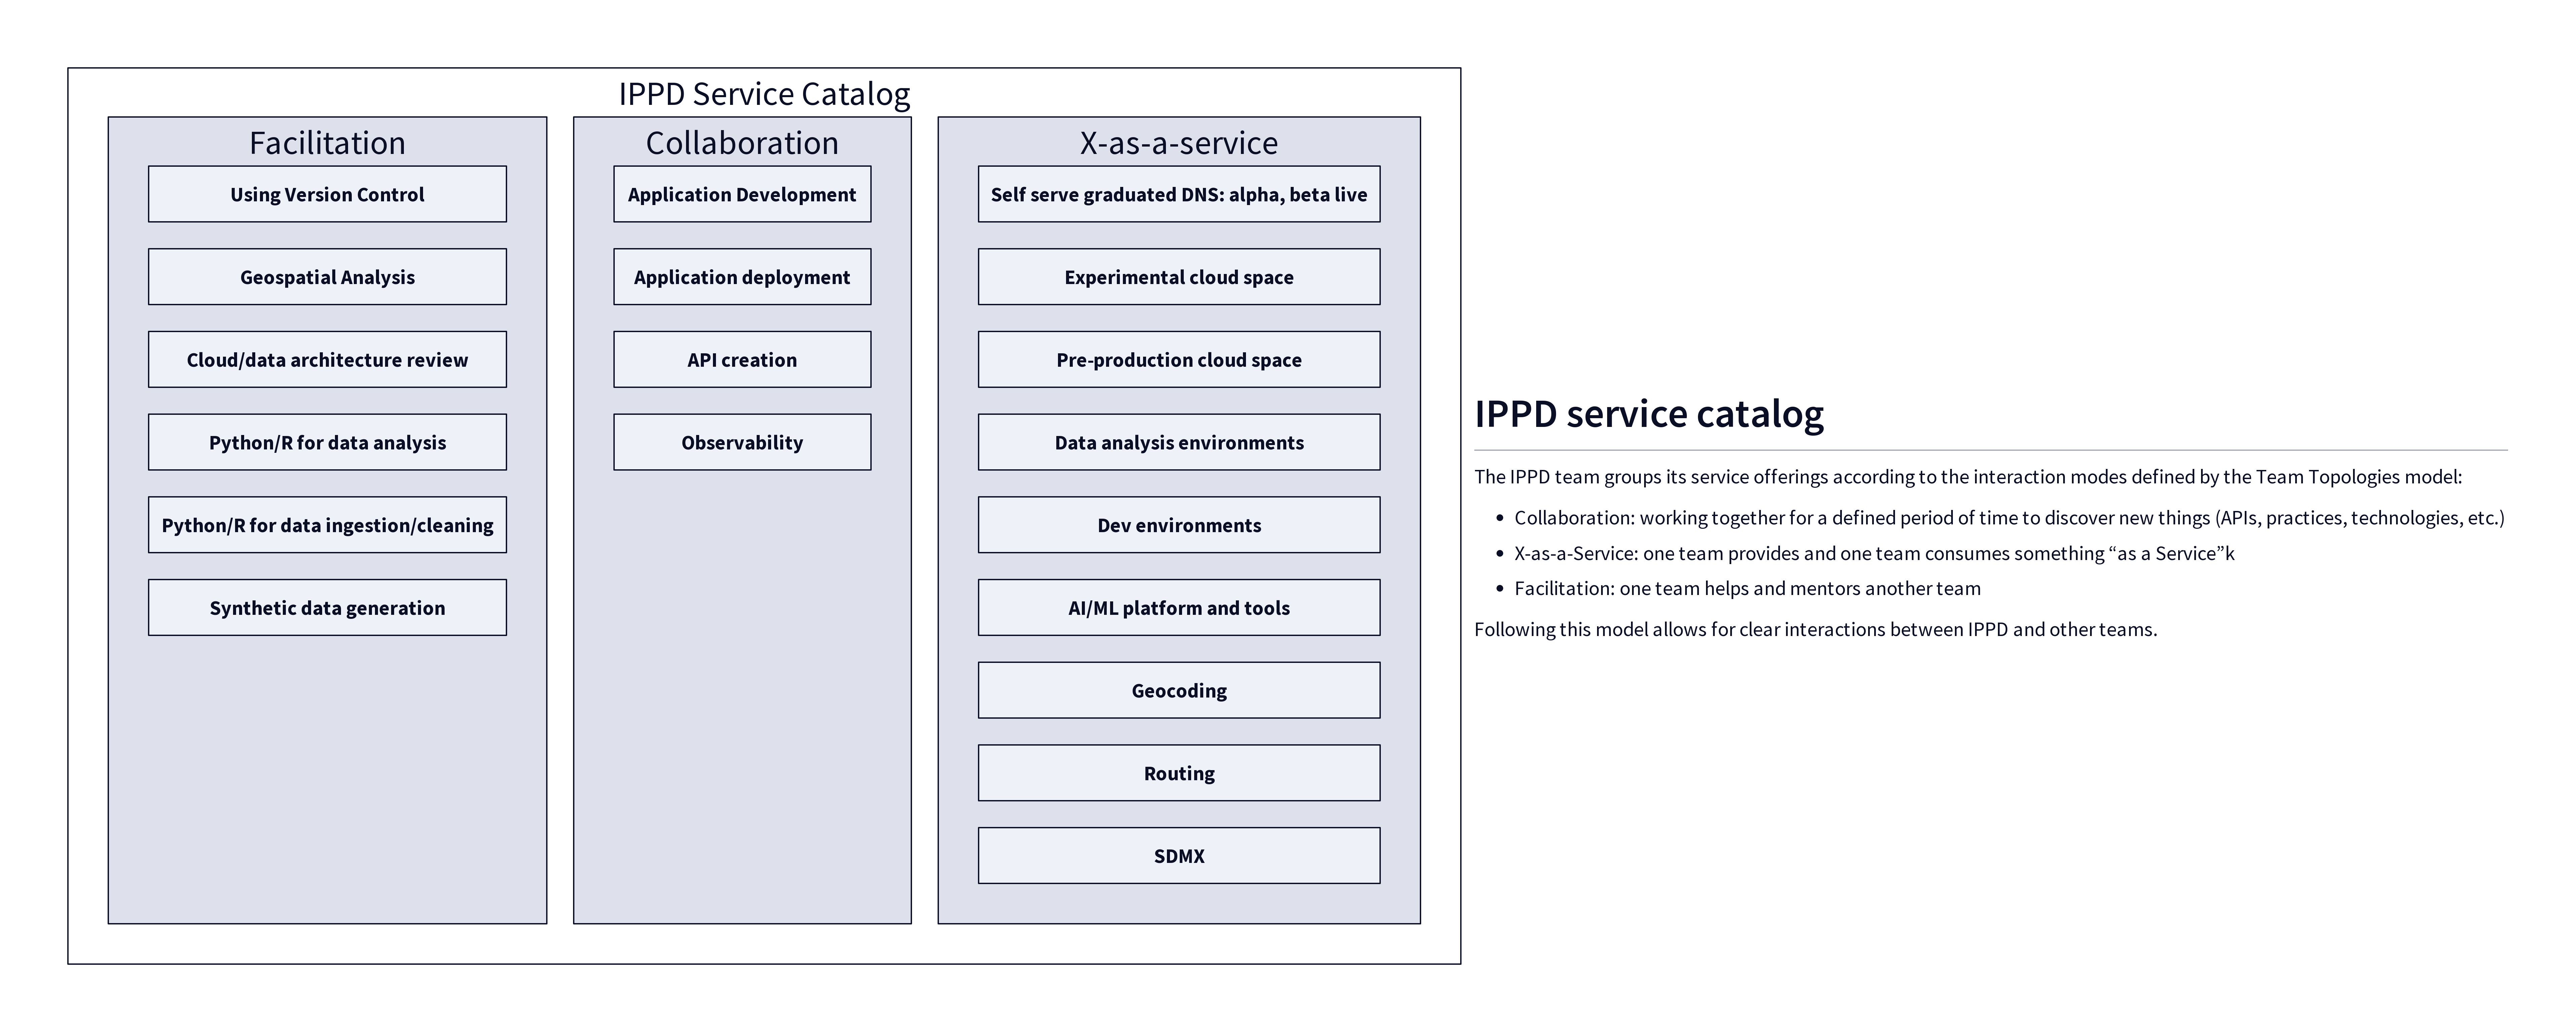 IPPD Service Catalog
Facilitation
Using Version Control
Geospatial Analysis
Cloud/data architecture review
Python/R for data analysis
Python/R for data ingestion/cleaning
Synthetic data generation
Collaboration
Application Development
Application deployment
API creation
Observability
X-as-a-service
Self serve graduated DNS: alpha, beta live
Experimental cloud space
Pre-production cloud space
Data analysis environments
Dev environments
AI/ML platform and tools
Geocoding
Routing
SDMX
IPPD service catalog
The IPPD team groups its service offerings according to the interaction modes defined by the Team Topologies model:
• Collaboration: working together for a defined period of time to discover new things (APIs, practices, technologies, etc.)
• X-as-a-Service: one team provides and one team consumes something “as a Service”k
• Facilitation: one team helps and mentors another team
Following this model allows for clear interactions between IPPD and other teams.